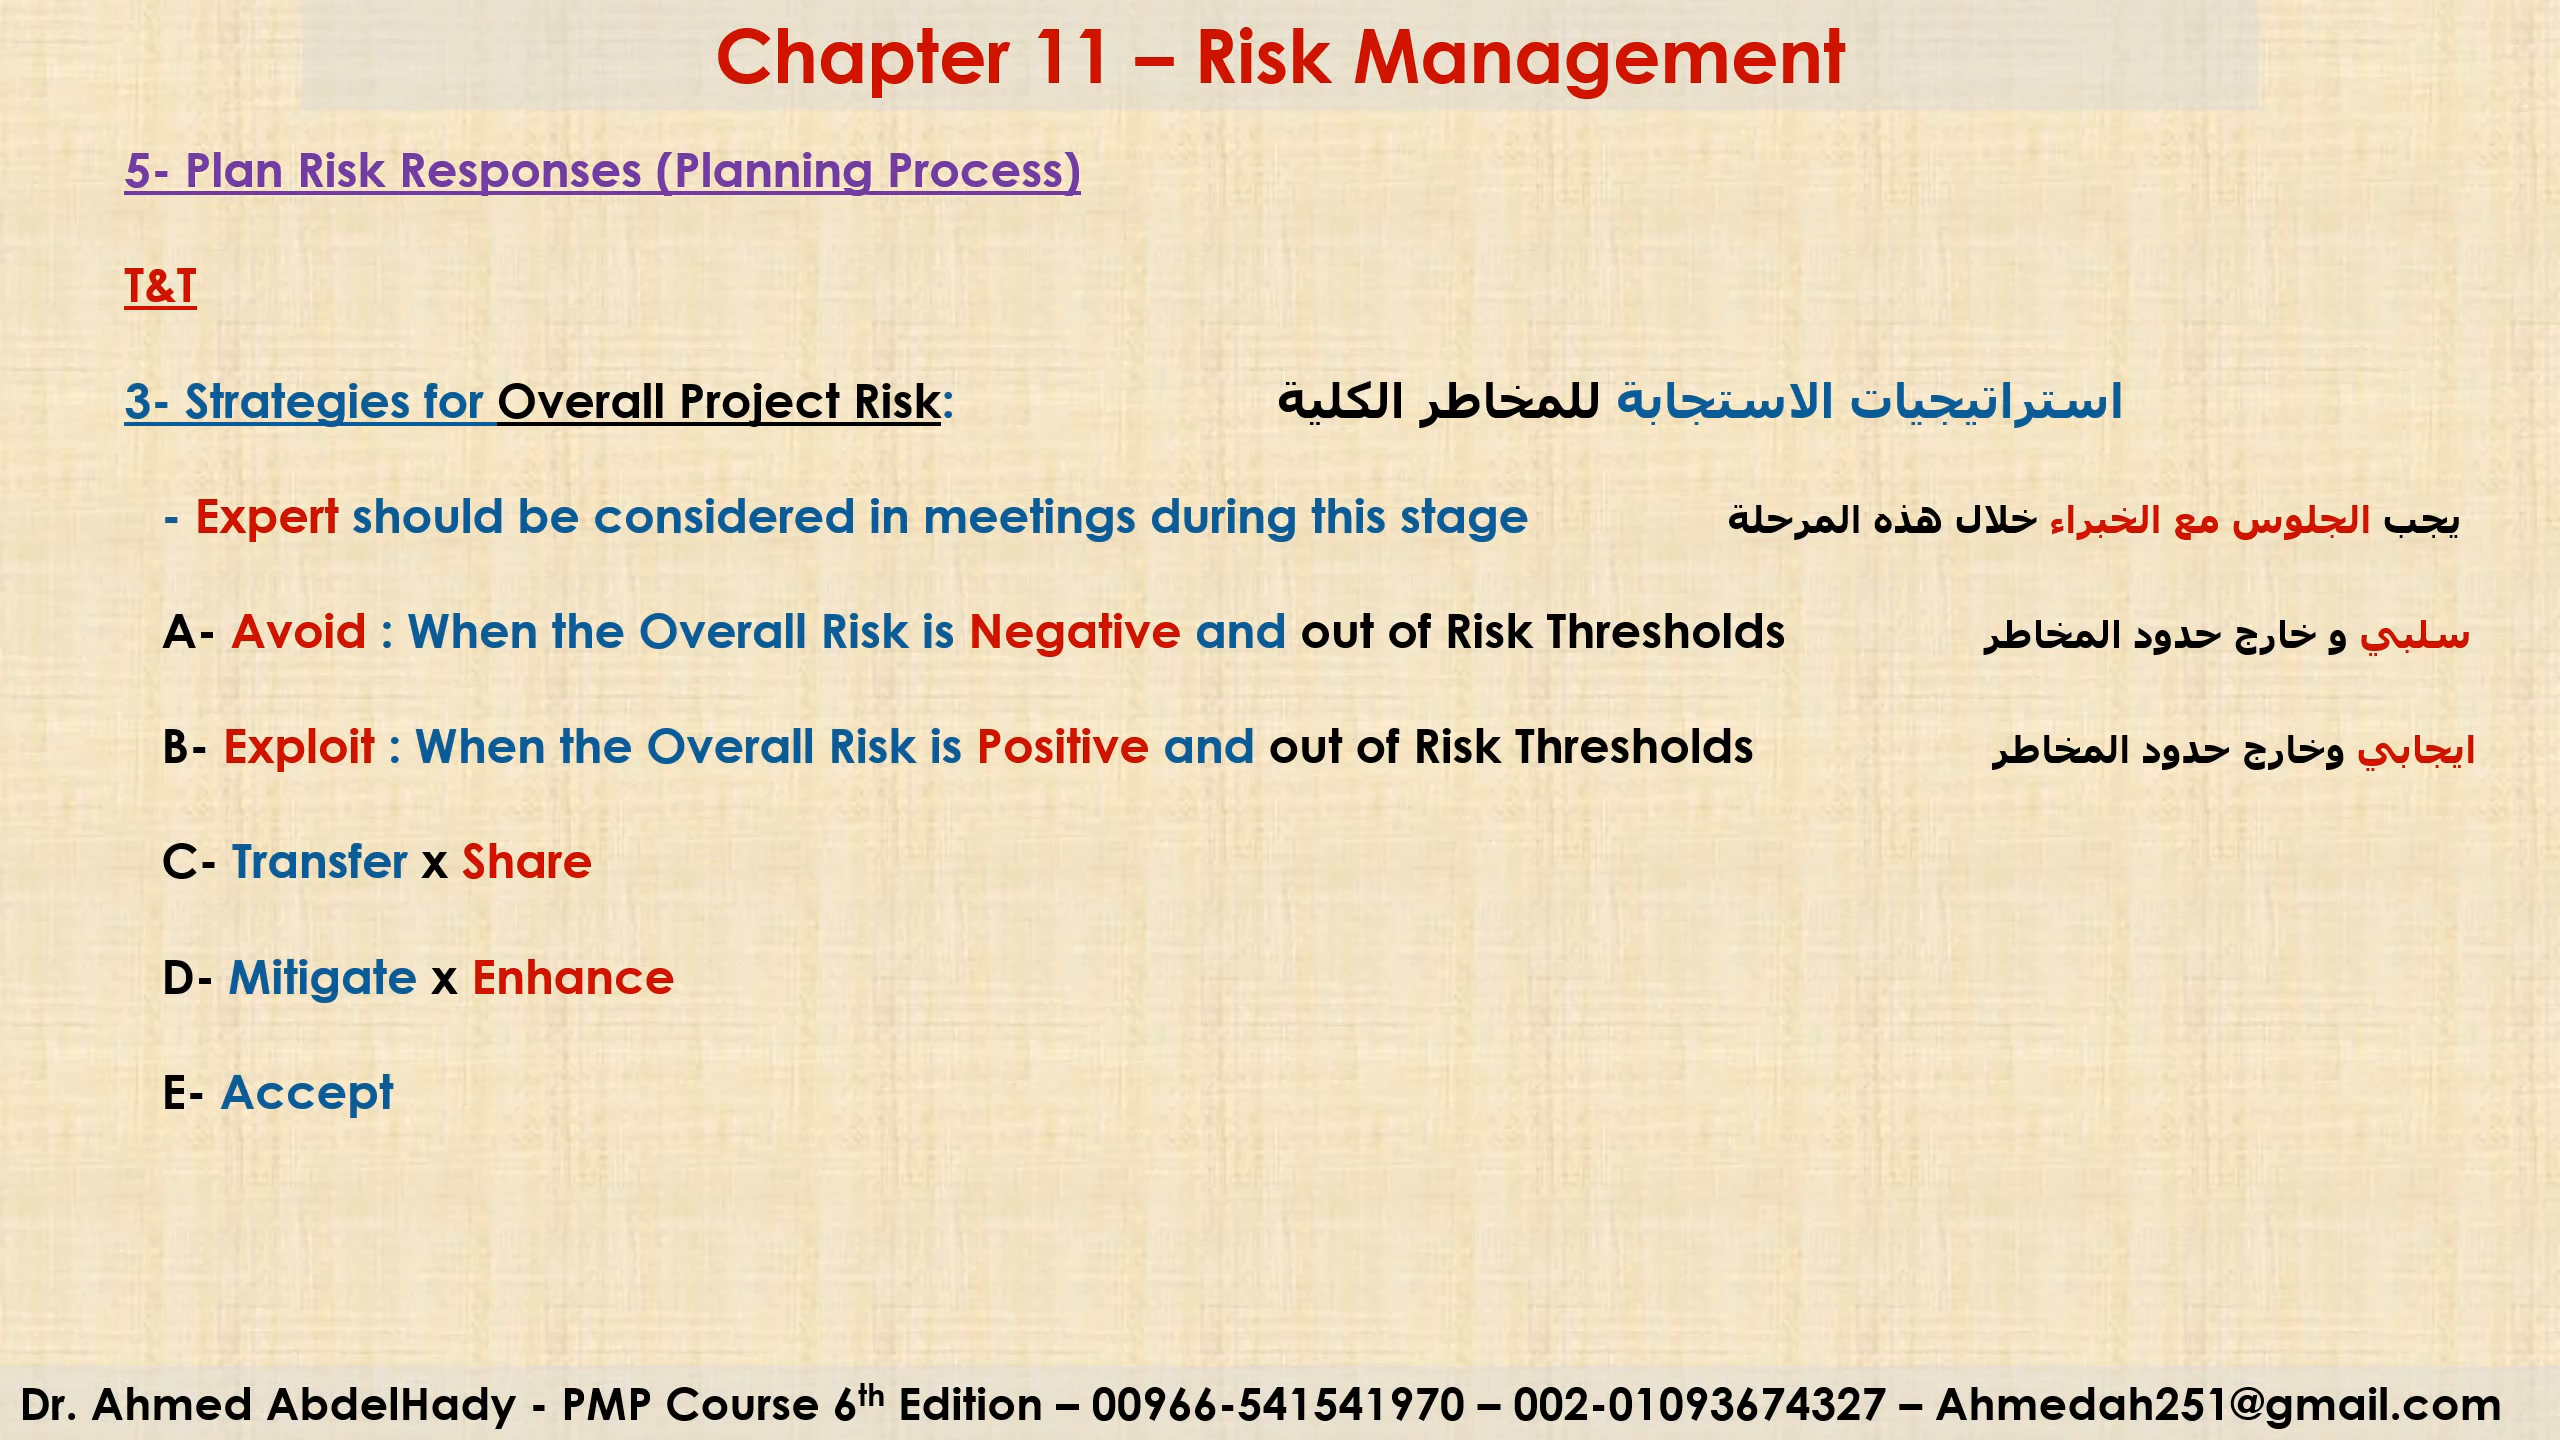 Chapter 11 – Risk Management
5- Plan Risk Responses (Planning Process)
T&T
3- Strategies for Overall Project Risk: استراتيجيات الاستجابة للمخاطر الكلية
- Expert should be considered in meetings during this stage يجب الجلوس مع الخبراء خلال هذه المرحلة
A- Avoid : When the Overall Risk is Negative and out of Risk Thresholds سلبي و خارج حدود المخاطر
B- Exploit : When the Overall Risk is Positive and out of Risk Thresholds ايجابي وخارج حدود المخاطر
C- Transfer x Share
D- Mitigate x Enhance
E- Accept
Dr. Ahmed AbdelHady - PMP Course 6th Edition – 00966-541541970 – 002-01093674327 – Ahmedah251@gmail.com